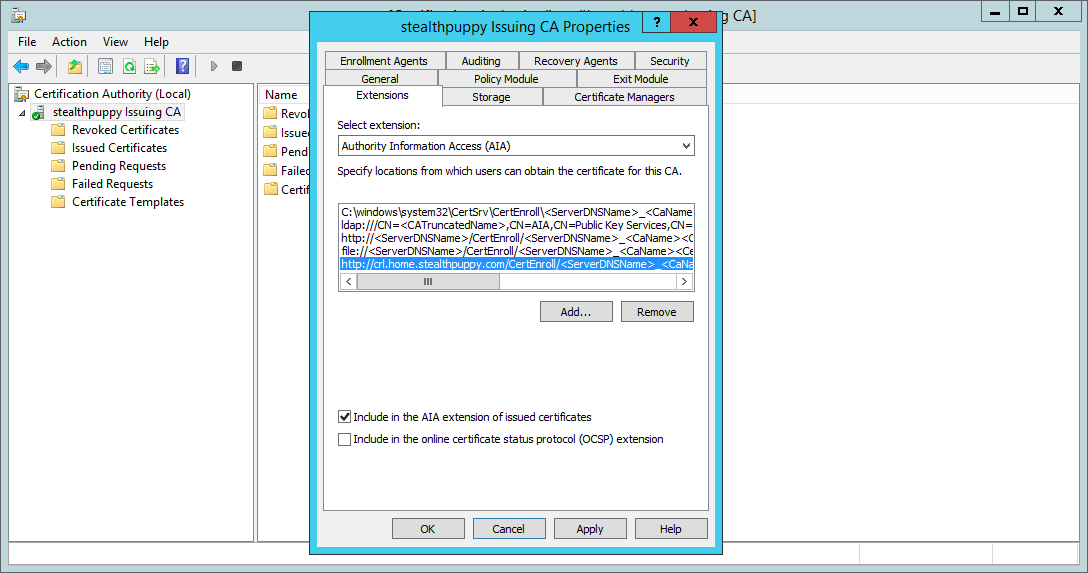 ng CA]
stealthpuppy Issuing CA Properties
?
File Action View Help
Certification Authority (Local)
stealthpuppy Issuing CA
Revoked Certificates
Issued Certificates
Pending Requests
Failed Requests
Certificate Templates
Name
Revo
Issue
Pend
Failed
Certif
Enrollment Agents Auditing Recovery Agents Security
General Policy Module Exit Module
Extensions Storage Certificate Managers
Select extension:
Authority Information Access (AIA)
Specify locations from which users can obtain the certificate for this CA.
C:\windows\system32\CertSrv\CertEnroll\<ServerDNSName>_<CaName
ldap:///CN=<CATruncatedName>,CN=AIA,CN=Public Key Services,CN=
http://<ServerDNSName>/CertEnroll/<ServerDNSName>_<CaName><C
file://<ServerDNSName>/CertEnroll/<ServerDNSName>_<CaName><Ce
http://crl.home.stealthpuppy.com/CertEnroll/<ServerDNSName>_<CaNa
Add... Remove
Include in the AIA extension of issued certificates
Include in the online certificate status protocol (OCSP) extension
OK Cancel Apply Help